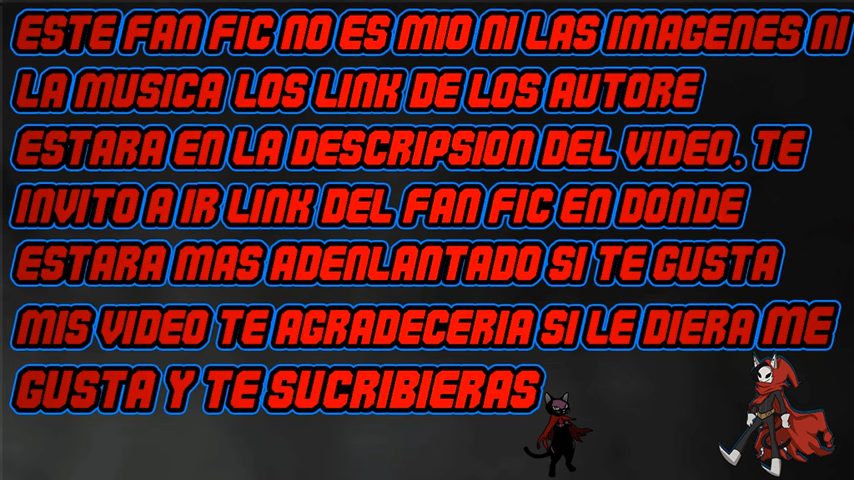 ESTE FAN FIC NO ES MIO NI LAS IMAGENES NI
LA MUSICA LOS LINK DE LOS AUTORE
ESTARA EN LA DESCRIPSION DEL VIDEO. TE
INVITO A IR LINK DEL FAN FIC EN DONDE
ESTARA MAS ADENLANTADO SI TE GUSTA
MIS VIDEO TE AGRADECERIA SI LE DIERA ME
GUSTA Y TE SUCRIBIERAS